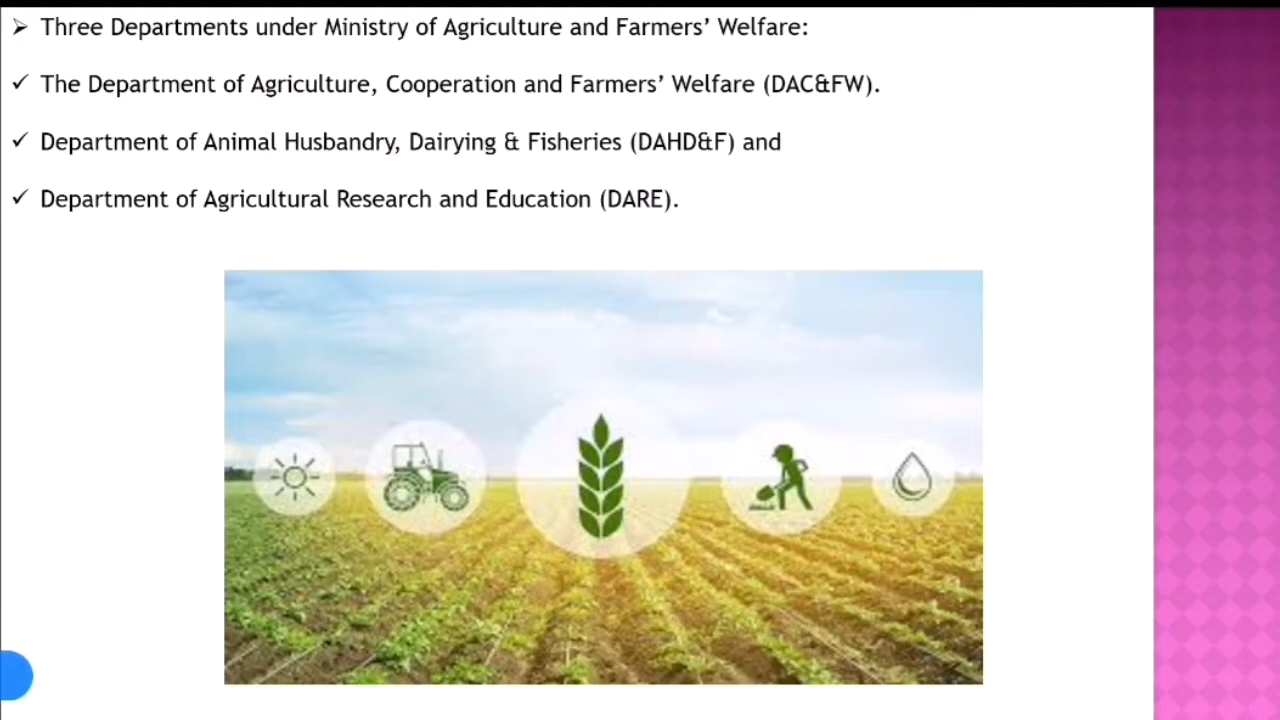 ➢ Three Departments under Ministry of Agriculture and Farmers’ Welfare:
✓ The Department of Agriculture, Cooperation and Farmers’ Welfare (DAC&FW).
✓ Department of Animal Husbandry, Dairying & Fisheries (DAHD&F) and
✓ Department of Agricultural Research and Education (DARE).